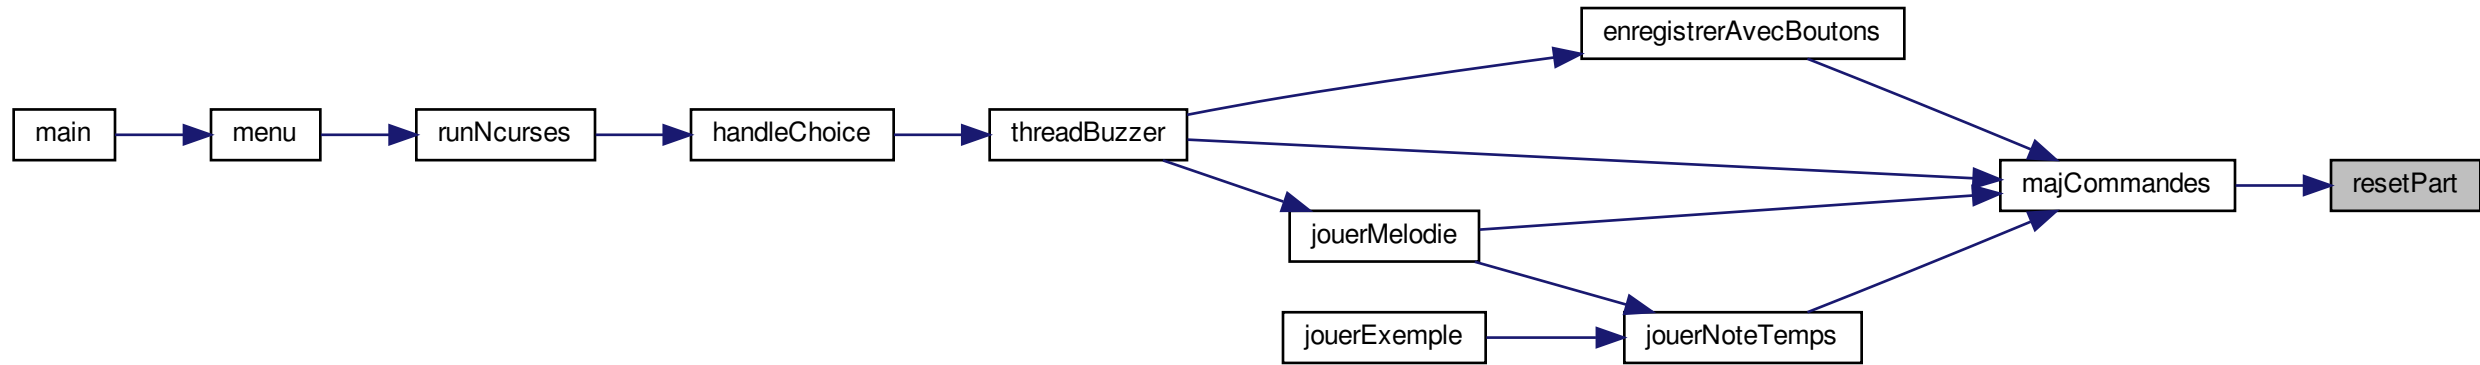 enregistrerAvecBoutons
main
menu
runNcurses
handleChoice
threadBuzzer
majCommandes
resetPart
jouerMelodie
jouerExemple
jouerNoteTemps